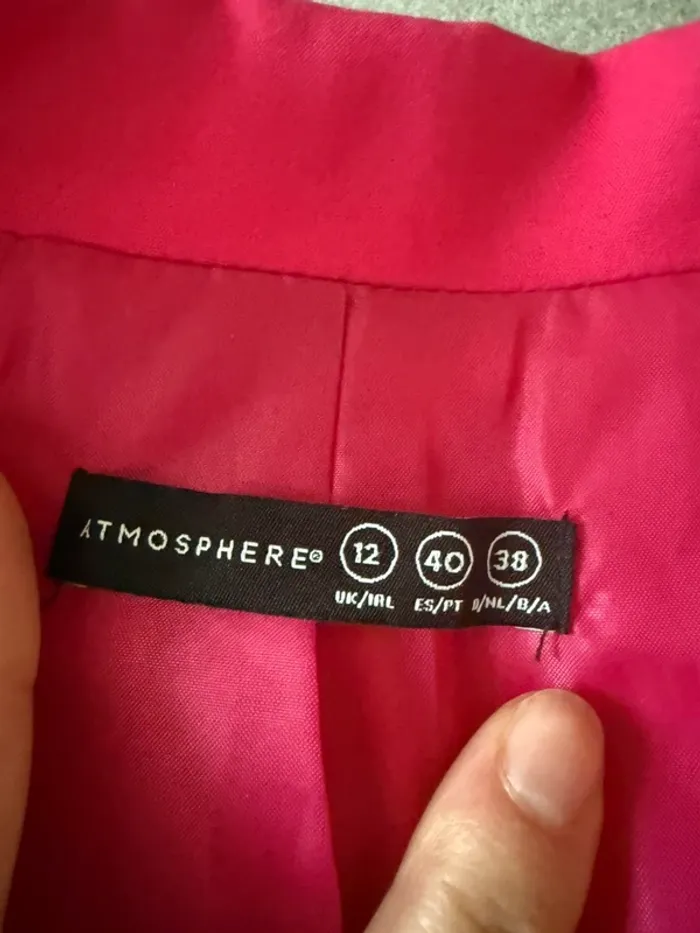 ATMOSPHERE® 12 40 38
UK/IRL ES/PT D/NL/B/A